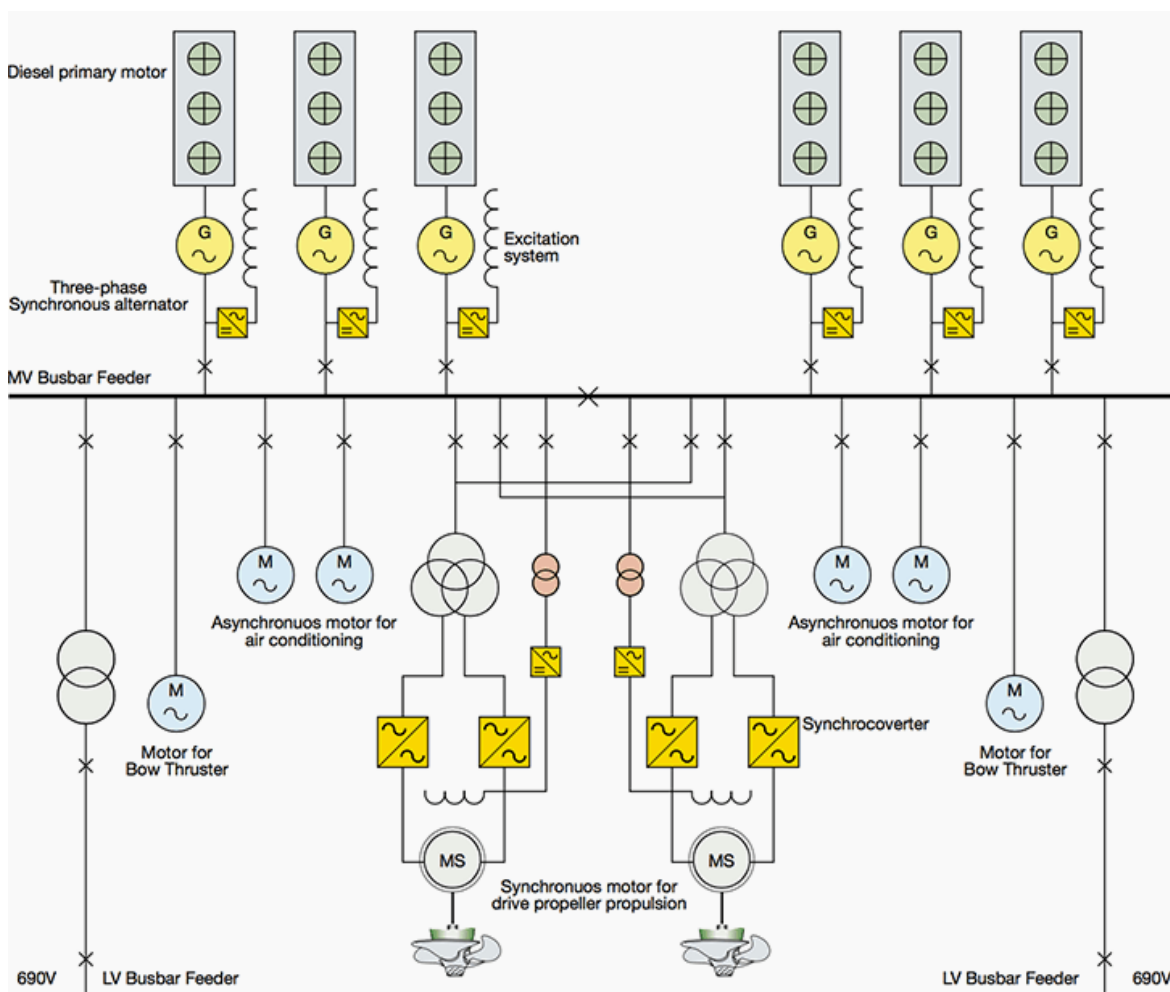 Diesel primary motor
G
G
G
G
G
G
Excitation
system
Three-phase
Synchronous alternator
MV Busbar Feeder
M
M
M
M
Asynchronuos motor for
air conditioning
Asynchronuos motor for
air conditioning
M
M
Motor for
Bow Thruster
Synchrocoverter
Motor for
Bow Thruster
MS
MS
Synchronuos motor for
drive propeller propulsion
690V
LV Busbar Feeder
LV Busbar Feeder
690V